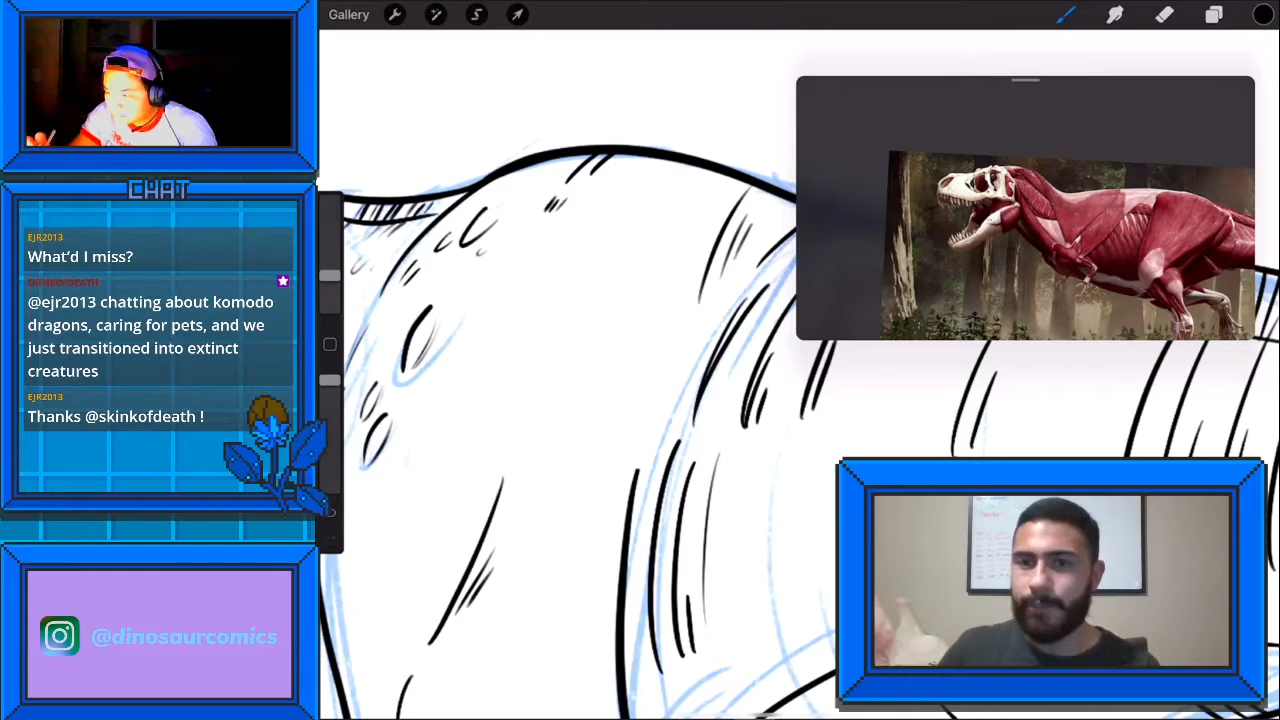 Gallery
CHAT
EJR2013
What'd I miss?
SKINKOFDEATH
@ejr2013 chatting about komodo
dragons, caring for pets, and we
just transitioned into extinct
creatures
EJR2013
Thanks @skinkofdeath !
@dinosaurcomics